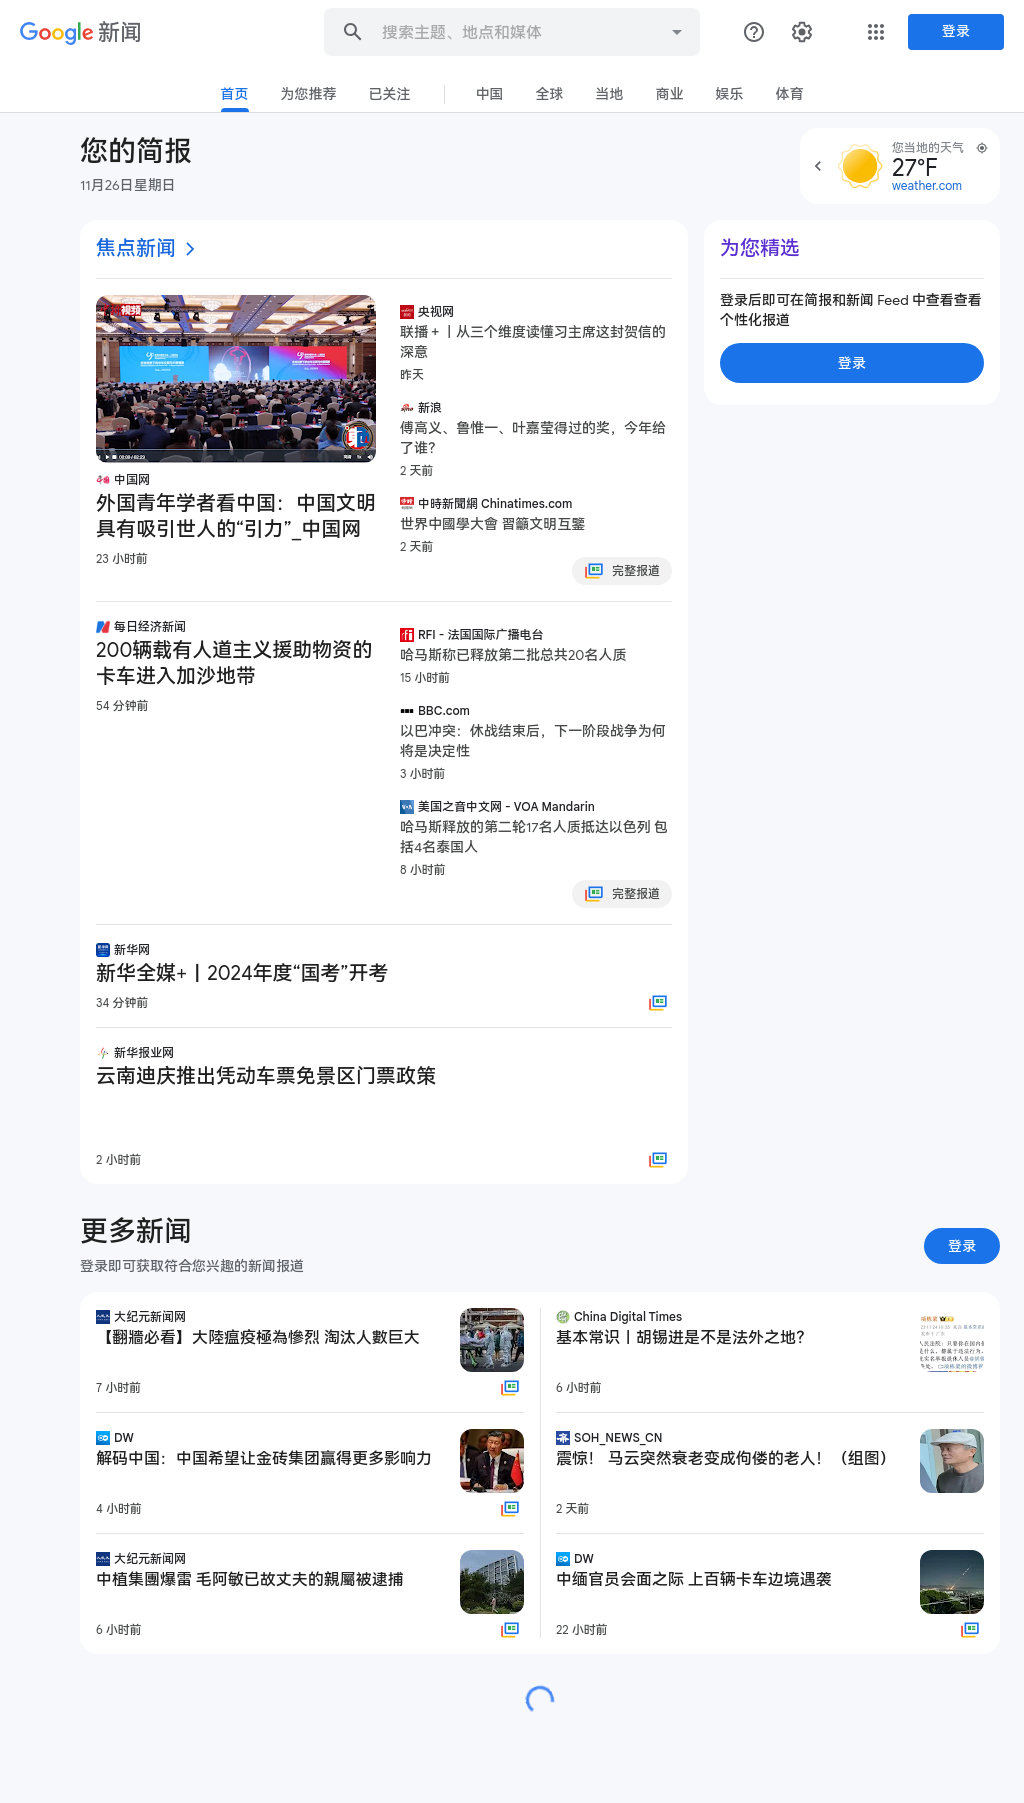 Google 新闻
搜索主题、地点和媒体
登录
首页 为您推荐 已关注 中国 全球 当地 商业 娱乐 体育
您的简报
11月26日星期日
您当地的天气
27°F
weather.com
焦点新闻
视频
中国网
外国青年学者看中国：中国文明
具有吸引世人的“引力”_中国网
23 小时前
央视网
联播＋丨从三个维度读懂习主席这封贺信的
深意
昨天
新浪
傅高义、鲁惟一、叶嘉莹得过的奖，今年给
了谁？
2 天前
中時新聞網 Chinatimes.com
世界中國學大會 習籲文明互鑒
2 天前
完整报道
为您精选
登录后即可在简报和新闻 Feed 中查看查看
个性化报道
登录
每日经济新闻
200辆载有人道主义援助物资的
卡车进入加沙地带
54 分钟前
RFI - 法国国际广播电台
哈马斯称已释放第二批总共20名人质
15 小时前
BBC.com
以巴冲突：休战结束后，下一阶段战争为何
将是决定性
3 小时前
美国之音中文网 - VOA Mandarin
哈马斯释放的第二轮17名人质抵达以色列 包
括4名泰国人
8 小时前
完整报道
新华网
新华全媒+丨2024年度“国考”开考
34 分钟前
新华报业网
云南迪庆推出凭动车票免景区门票政策
2 小时前
更多新闻
登录即可获取符合您兴趣的新闻报道
登录
大纪元新闻网
【翻牆必看】大陸瘟疫極為慘烈 淘汰人數巨大
7 小时前
China Digital Times
基本常识丨胡锡进是不是法外之地？
6 小时前
DW
解码中国：中国希望让金砖集团赢得更多影响力
4 小时前
SOH_NEWS_CN
震惊！ 马云突然衰老变成佝偻的老人！（组图）
2 天前
大纪元新闻网
中植集團爆雷 毛阿敏已故丈夫的親屬被逮捕
6 小时前
DW
中缅官员会面之际 上百辆卡车边境遇袭
22 小时前